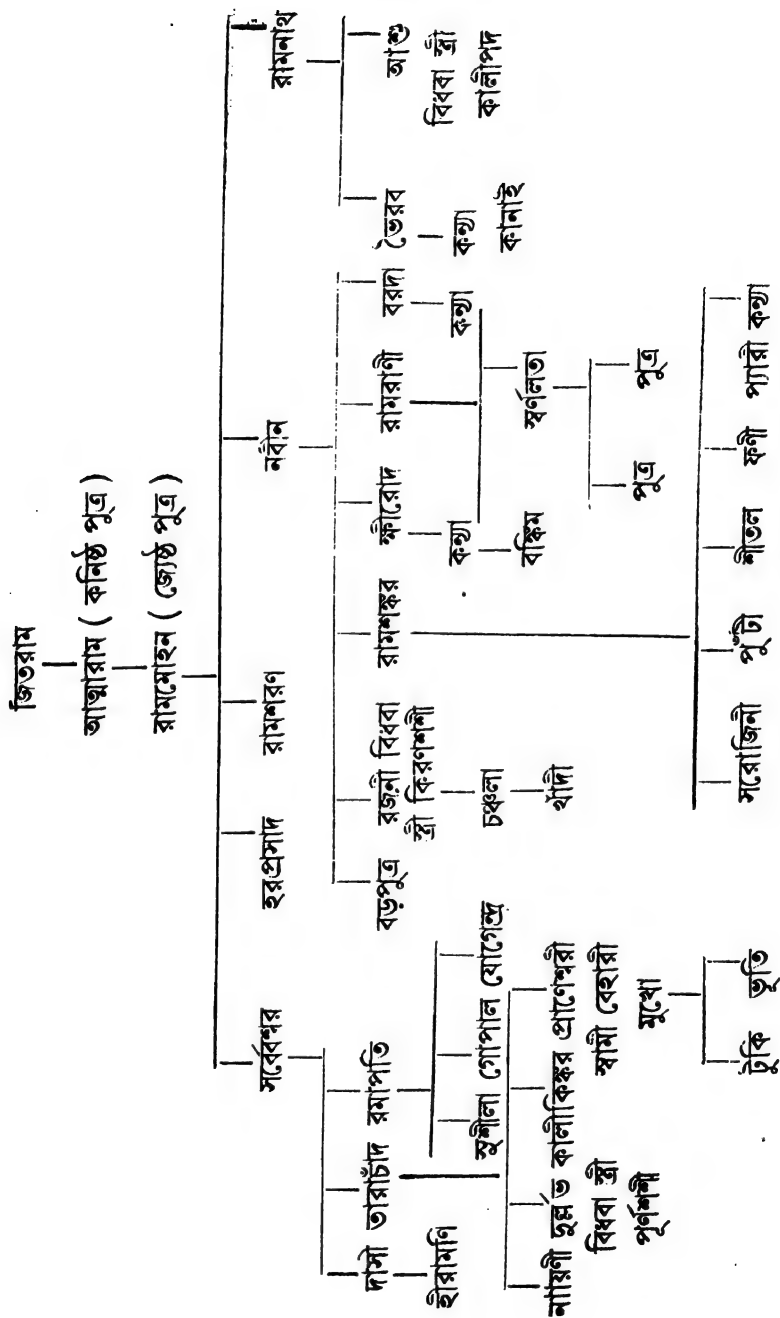 জিতরাম
আত্মারাম ( কনিষ্ঠ পুত্র )
রামমোহন ( জ্যেষ্ঠ পুত্র )
সর্ব্বেশ্বর হরপ্রসাদ রামশরণ নবীন রামনাথ
দাসী তারাচাঁদ রমাপতি
হীরামণি
সুশীলা গোপাল যোগেন্দ্র
নায়িণী দুর্ল্লভ কালীকিঙ্কর প্রাণেশ্বরী
বিধবা স্ত্রী স্বামী বেহারী
পূর্ণশশী মুখো
টুকি ভূতি
বড়পুত্র রজনী বিধবা রামশঙ্কর ক্ষীরোদ রামরাণী বরদা
স্ত্রী কিরণশশী কন্যা কন্যা
চঞ্চলা বঙ্কিম স্বর্ণলতা
খাঁদী পুত্র পুত্র
সরোজিনী পুঁটী শীতল ফণী প্যারী কন্যা
ভৈরব আশু
কন্যা বিধবা স্ত্রী
কানাই কালীপদ